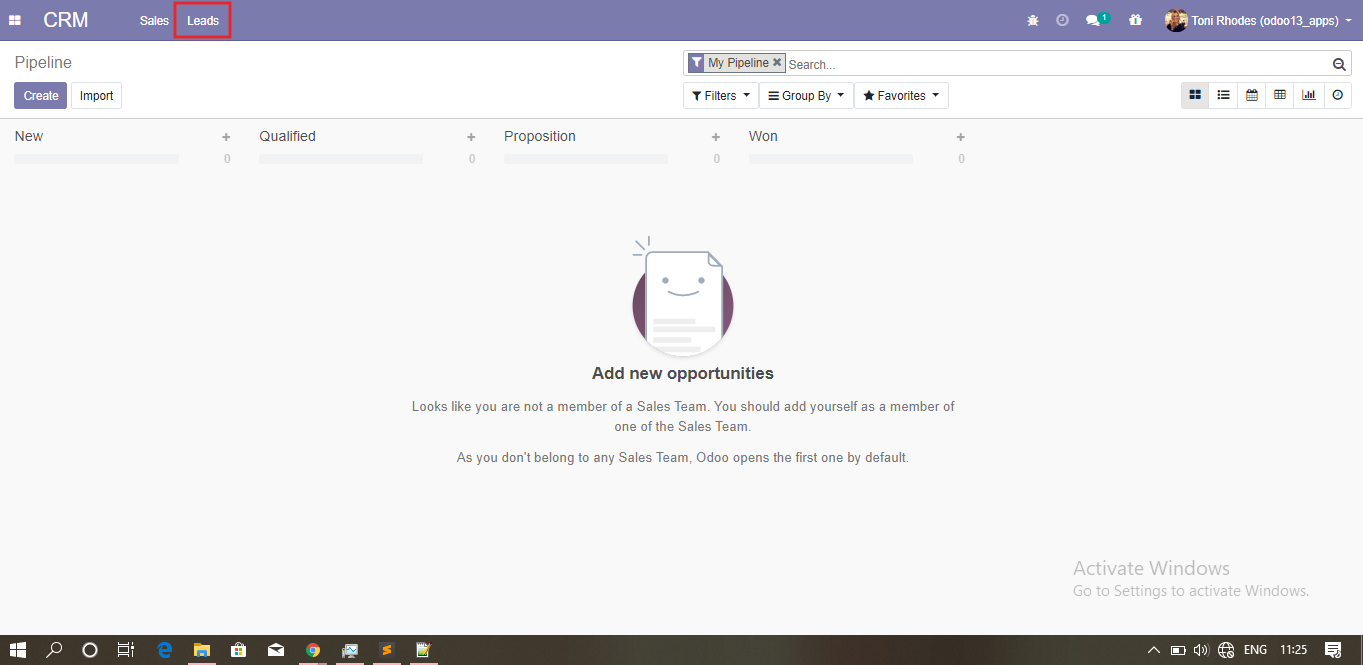 CRM Sales Leads 1 Toni Rhodes (odoo13_apps)
Pipeline My Pipeline Search...
Create Import Filters Group By Favorites
New + Qualified + Proposition + Won +
0 0 0 0
Add new opportunities
Looks like you are not a member of a Sales Team. You should add yourself as a member of
one of the Sales Team.
As you don't belong to any Sales Team, Odoo opens the first one by default.
Activate Windows
Go to Settings to activate Windows.
ENG 11:25